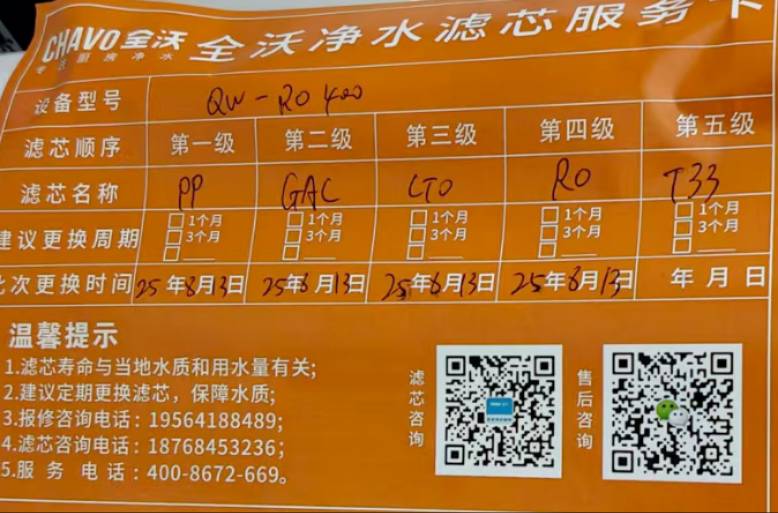 CHAVO 全沃 全沃净水滤芯服务卡
设备型号 QW-RO 400
滤芯顺序 第一级 第二级 第三级 第四级 第五级
滤芯名称 PP GAC CTO RO T33
建议更换周期 1个月 1个月 1个月 1个月 1个月
3个月 3个月 3个月 3个月 3个月
此次更换时间 25年8月13日 25年8月13日 25年8月13日 25年8月13日 年月日
温馨提示
1.滤芯寿命与当地水质和用水量有关;
2.建议定期更换滤芯，保障水质;
3.报修咨询电话: 19564188489;
4.滤芯咨询电话: 18768453236;
5.服 务 电 话: 400-8672-669。
滤芯咨询
售后咨询